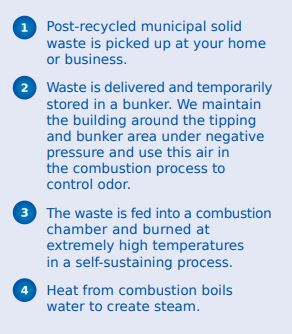 1 Post-recycled municipal solid
waste is picked up at your home
or business.
2 Waste is delivered and temporarily
stored in a bunker. We maintain
the building around the tipping
and bunker area under negative
pressure and use this air in
the combustion process to
control odor.
3 The waste is fed into a combustion
chamber and burned at
extremely high temperatures
in a self-sustaining process.
4 Heat from combustion boils
water to create steam.